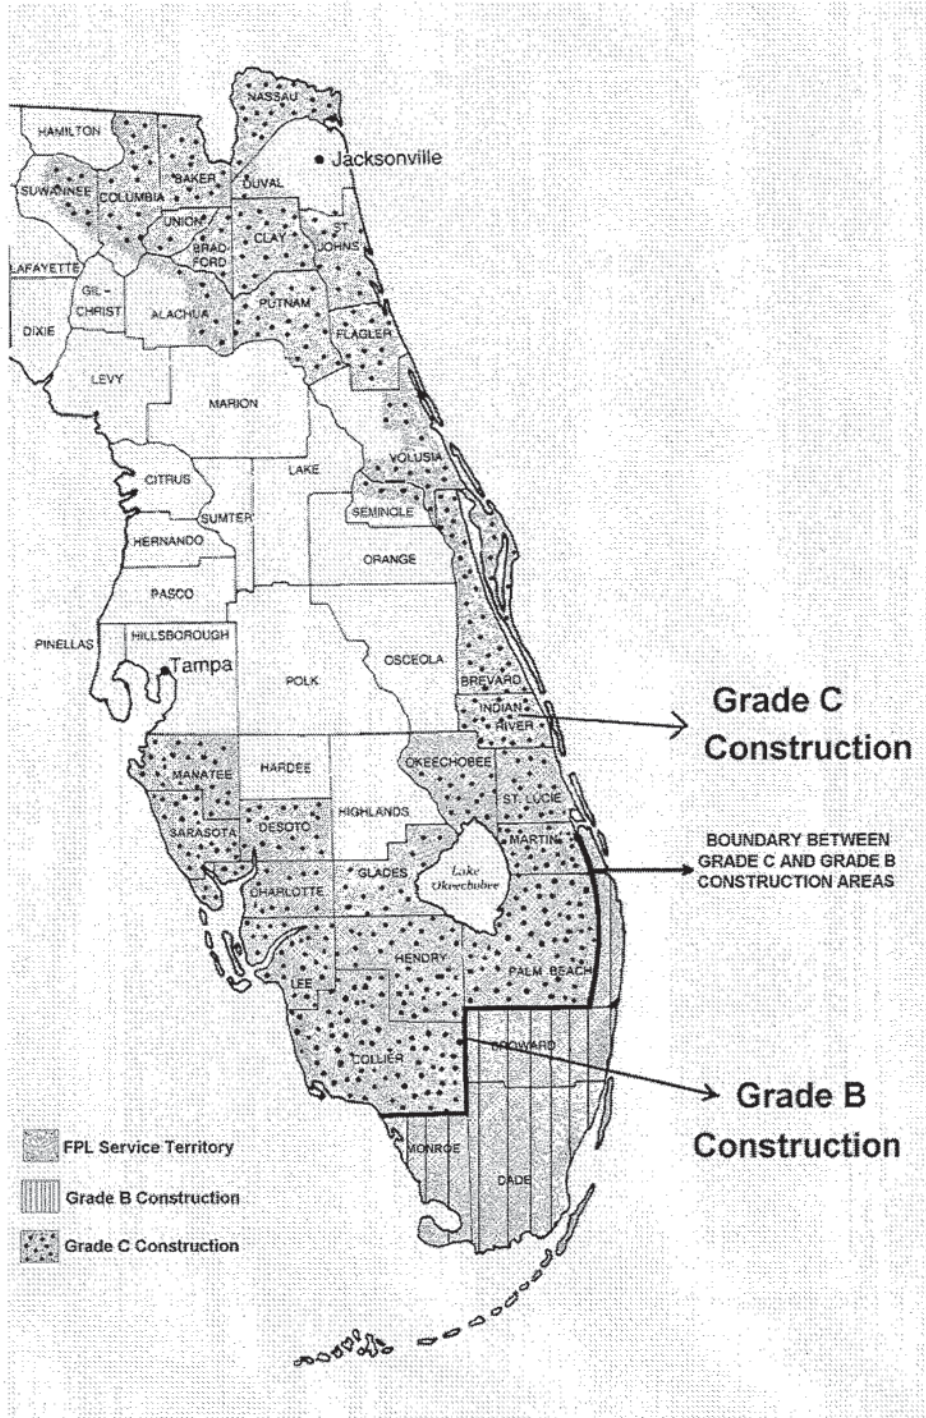 NASSAU
HAMILTON
Jacksonville
SUWANNEE
COLUMBIA
BAKER
DUVAL
UNION
BRAD-
FORD
CLAY
ST
JOHNS
LAFAYETTE
GIL-
CHRIST
ALACHUA
PUTNAM
DIXIE
FLAGLER
LEVY
MARION
VOLUSIA
CITRUS
LAKE
SUMTER
SEMINOLE
HERNANDO
ORANGE
PASCO
PINELLAS
HILLSBOROUGH
Tampa
POLK
OSCEOLA
BREVARD
INDIAN
RIVER
Grade C
Construction
MANATEE
HARDEE
OKEECHOBEE
HIGHLANDS
ST. LUCIE
SARASOTA
DESOTO
MARTIN
BOUNDARY BETWEEN
GRADE C AND GRADE B
CONSTRUCTION AREAS
CHARLOTTE
GLADES
Lake
Okeechobee
LEE
HENDRY
PALM BEACH
COLLIER
BROWARD
Grade B
Construction
MONROE
DADE
FPL Service Territory
Grade B Construction
Grade C Construction